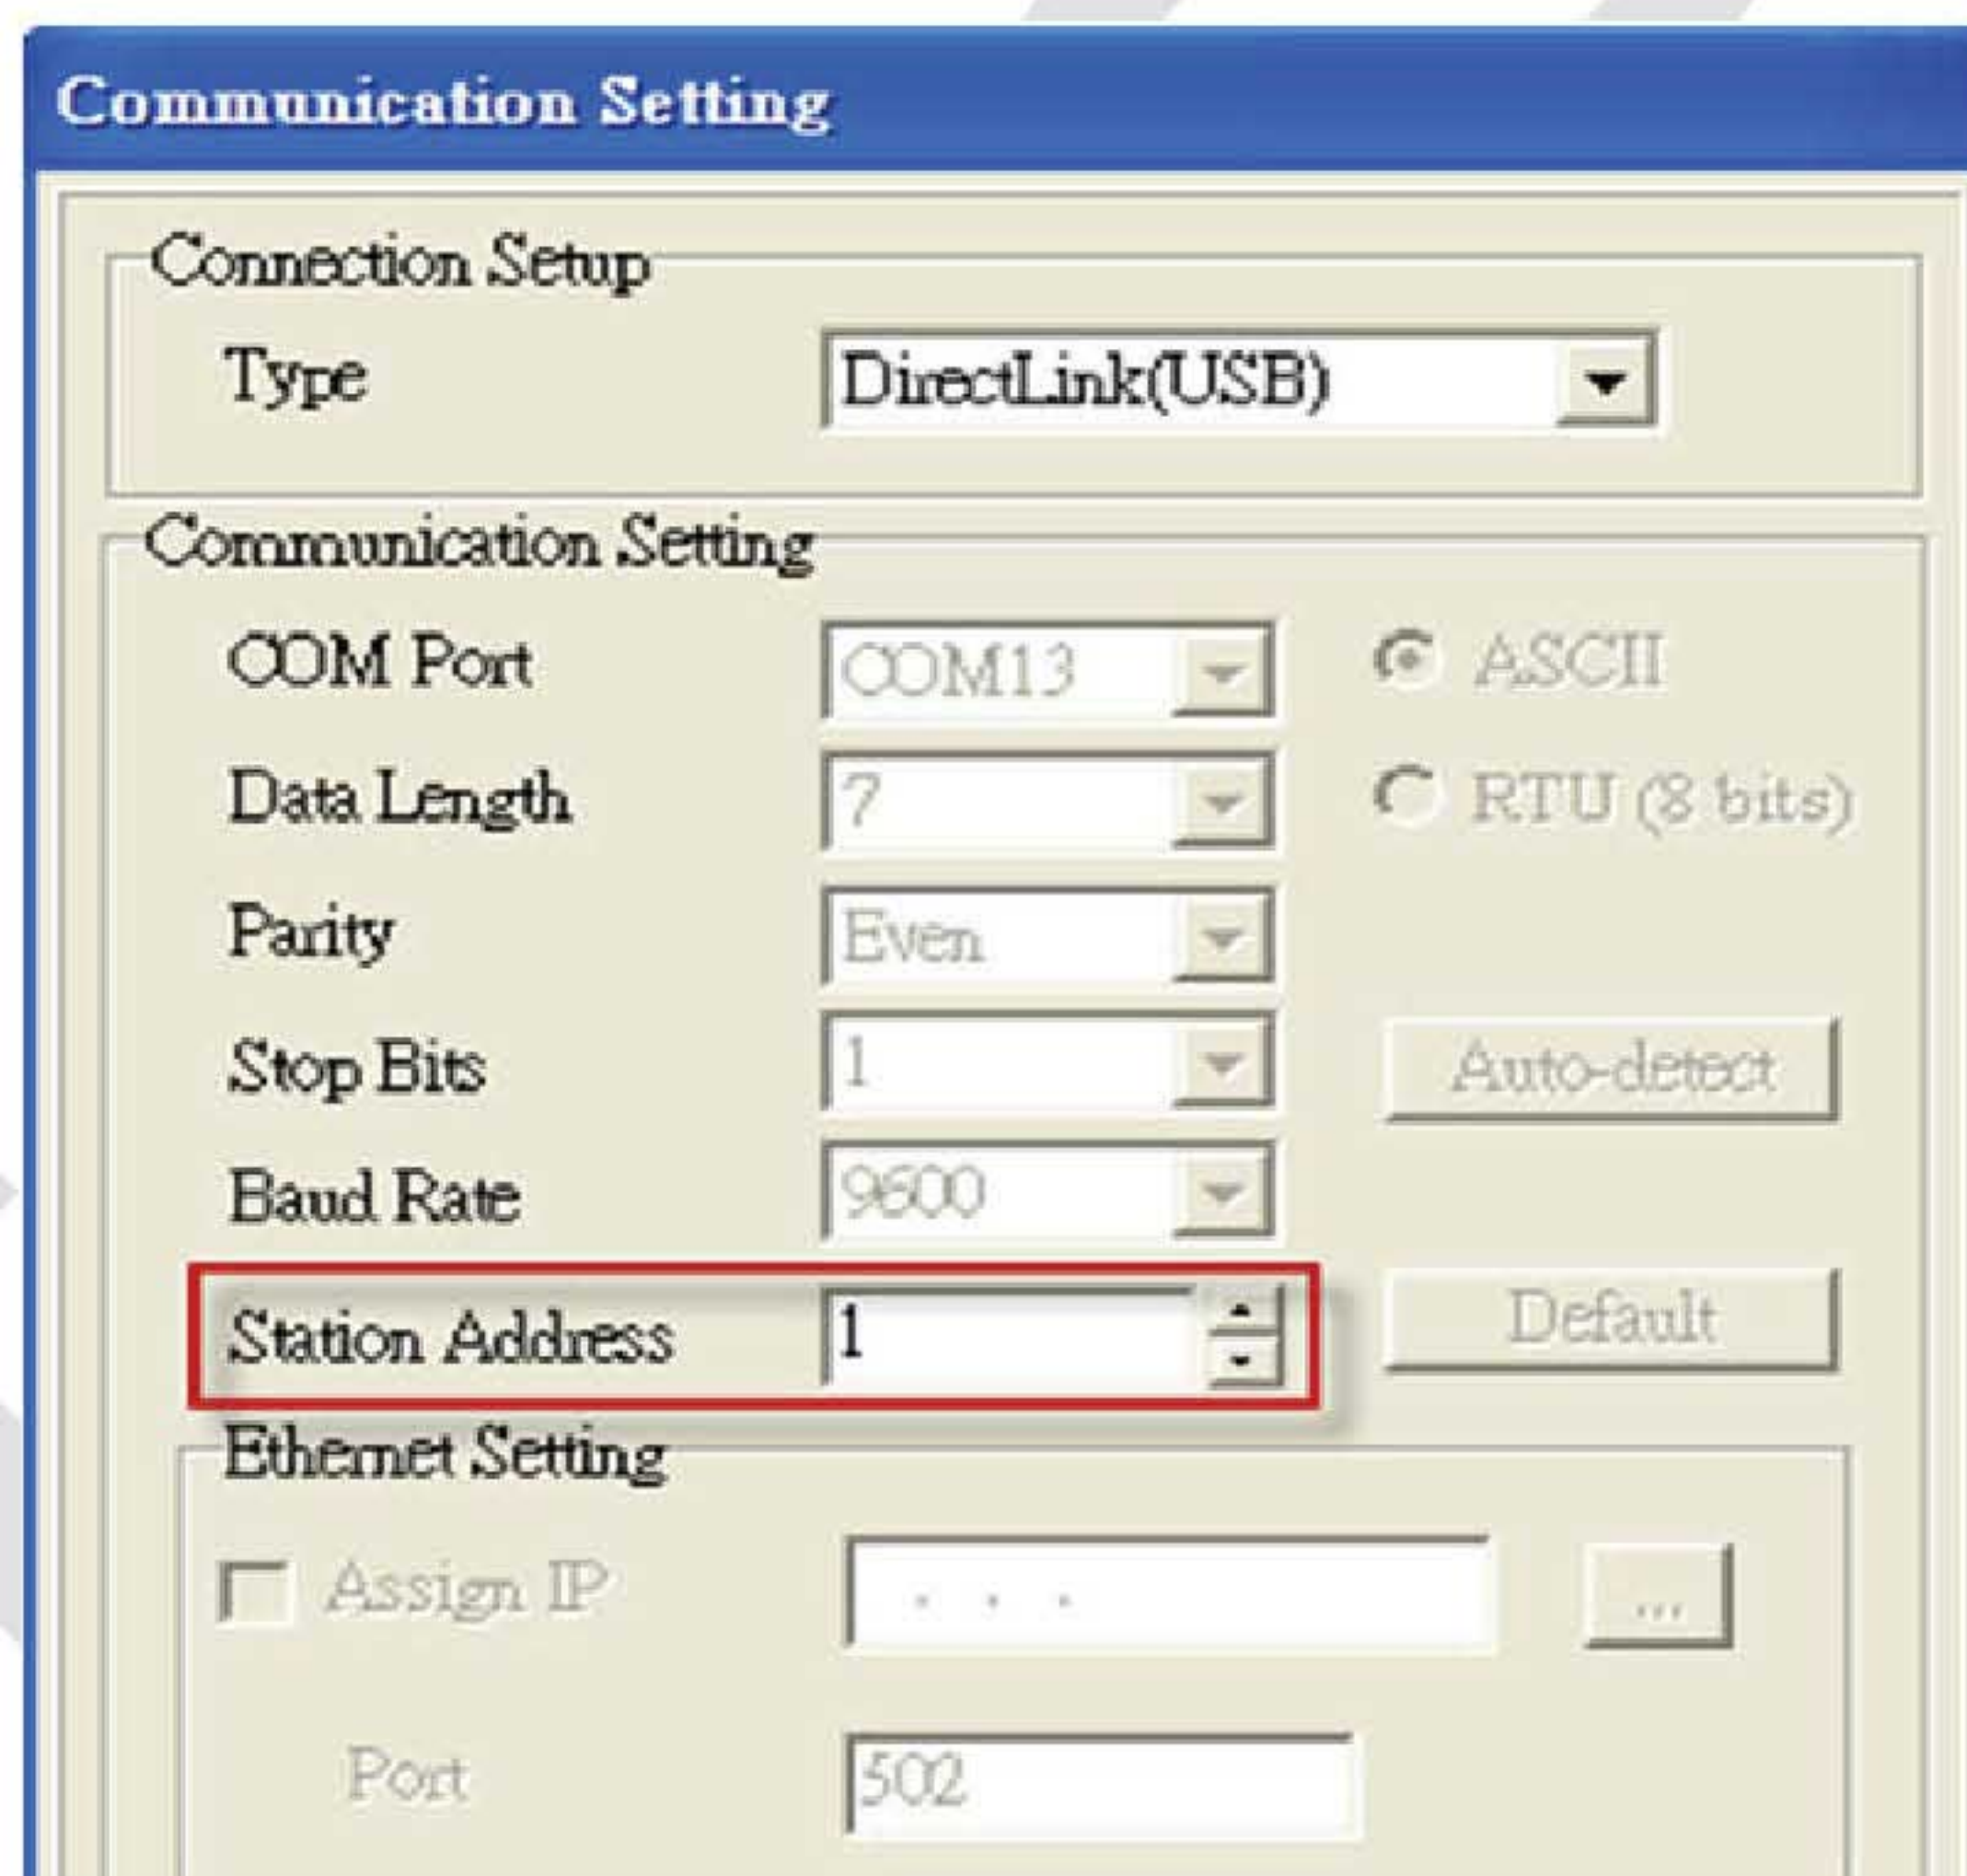 Communication Setting
Connection Setup
Type DirectLink(USB)
Communication Setting
COM Port COM13 ASCII
Data Length 7 RTU (8 bits)
Parity Even
Stop Bits 1 Auto-detect
Baud Rate 9600
Station Address 1 Default
Ethernet Setting
Assign IP . . . ...
Port 502